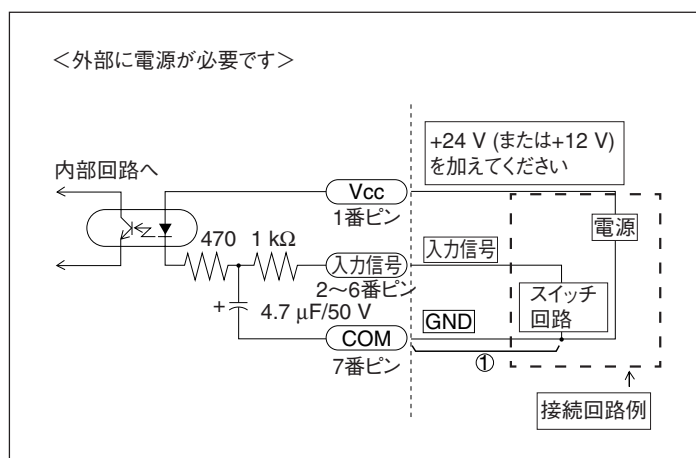 ＜外部に電源が必要です＞
+24 V (または+12 V)
を加えてください
内部回路へ
Vcc
1番ピン
電源
470
1 kΩ
入力信号
2～6番ピン
入力信号
スイッチ
回路
+
4.7 μF/50 V
GND
COM
7番ピン
①
接続回路例